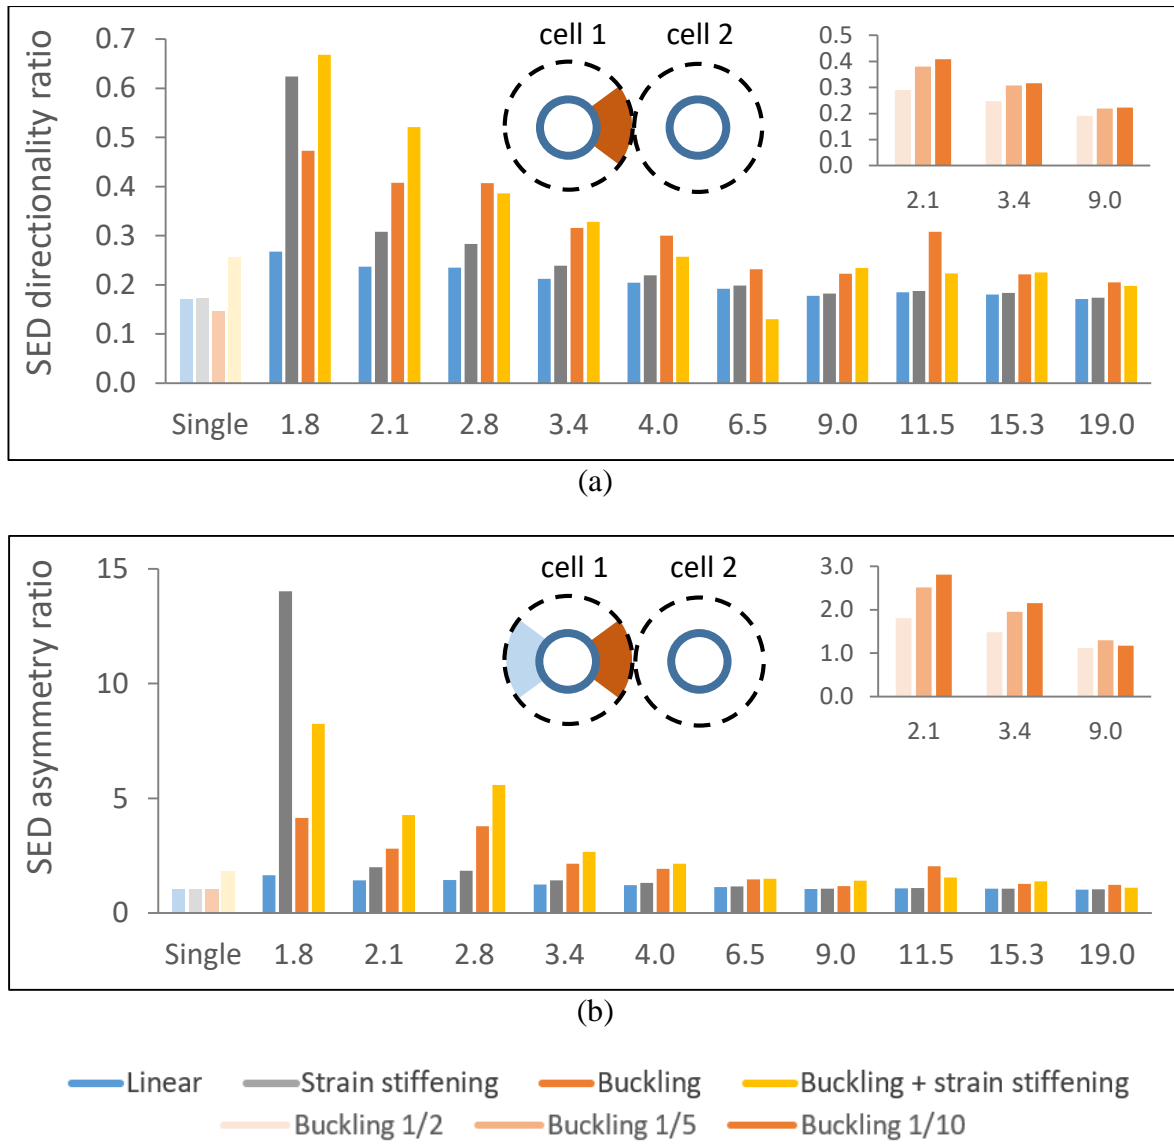 SED directionality ratio
0.7
0.6
0.5
0.4
0.3
0.2
0.1
0.0
cell 1 cell 2
0.5
0.4
0.3
0.2
0.1
0.0
2.1 3.4 9.0
Single 1.8 2.1 2.8 3.4 4.0 6.5 9.0 11.5 15.3 19.0
(a)
SED asymmetry ratio
15
10
5
0
cell 1 cell 2
3.0
2.0
1.0
0.0
2.1 3.4 9.0
Single 1.8 2.1 2.8 3.4 4.0 6.5 9.0 11.5 15.3 19.0
(b)
Linear Strain stiffening Buckling Buckling + strain stiffening
Buckling 1/2 Buckling 1/5 Buckling 1/10